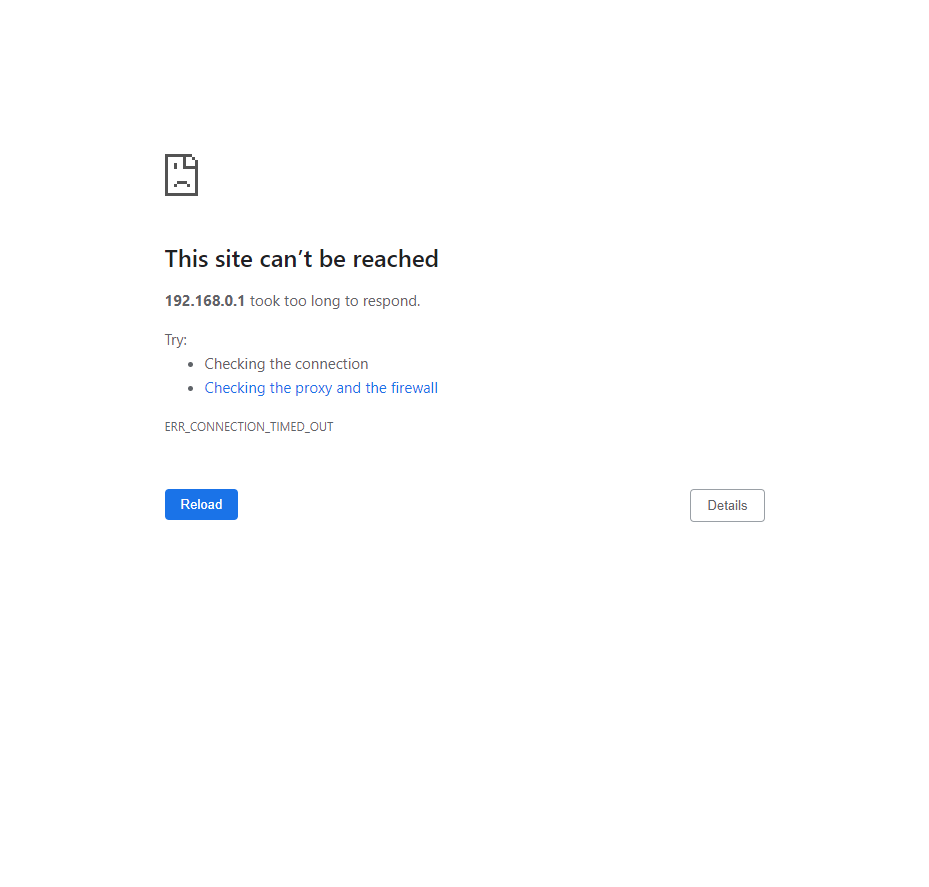 This site can’t be reached
192.168.0.1 took too long to respond.
Try:
• Checking the connection
• Checking the proxy and the firewall
ERR_CONNECTION_TIMED_OUT
Reload
Details